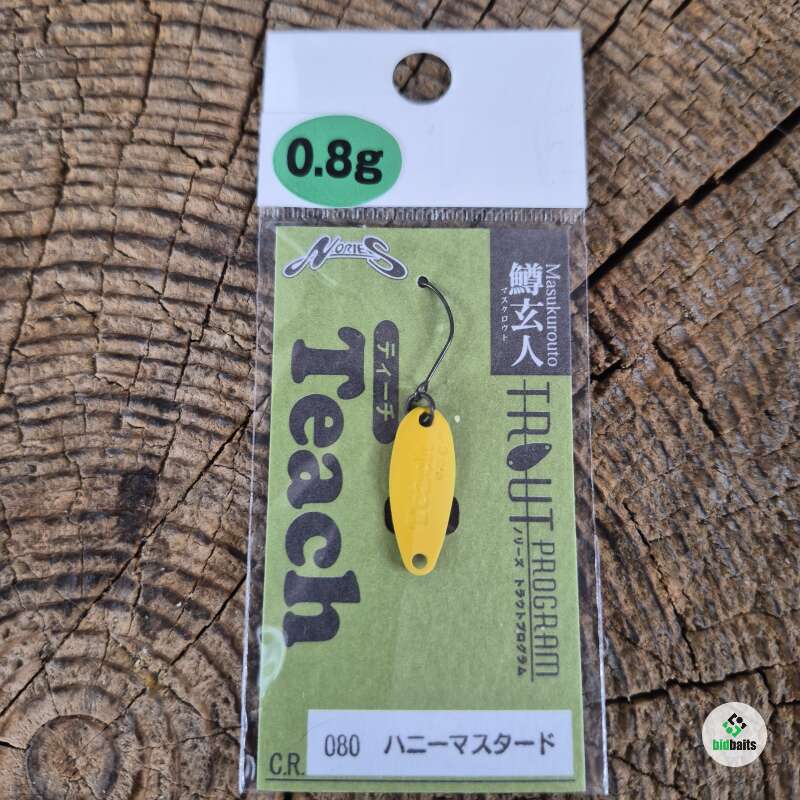 0.8g
NORIES
Masukurouto
鱒玄人
マスクロウト
TROUT PROGRAM
ノリーズ トラウトプログラム
ティーチ
Teach
C.R. 080 ハニーマスタード
bidbaits